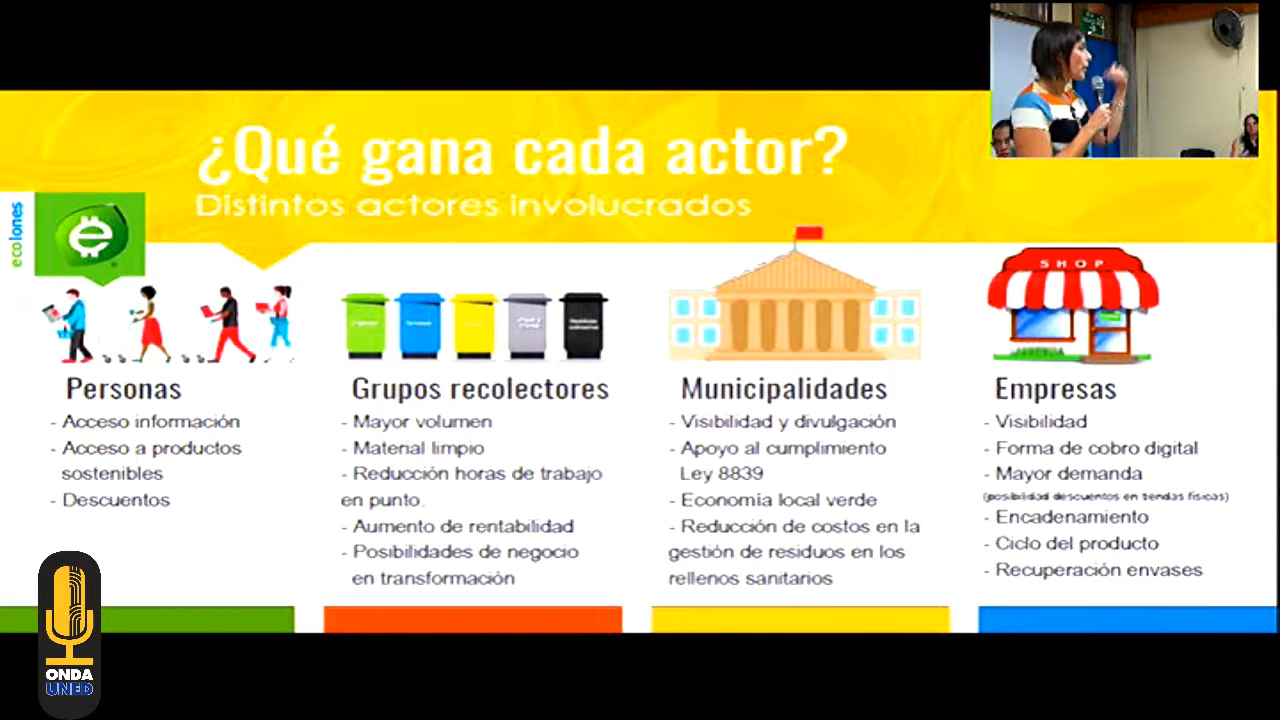 ¿Qué gana cada actor?
Distintos actores involucrados
ecolones
e
SHOP
Personas
- Acceso información
- Acceso a productos
sostenibles
- Descuentos
Grupos recolectores
- Mayor volumen
- Material limpio
- Reducción horas de trabajo
en punto.
- Aumento de rentabilidad
- Posibilidades de negocio
en transformación
Municipalidades
- Visibilidad y divulgación
- Apoyo al cumplimiento
Ley 8839
- Economía local verde
- Reducción de costos en la
gestión de residuos en los
rellenos sanitarios
Empresas
- Visibilidad
- Forma de cobro digital
- Mayor demanda
(posibilidad descuentos en tiendas físicas)
- Encadenamiento
- Ciclo del producto
- Recuperación envases
ONDA
UNED